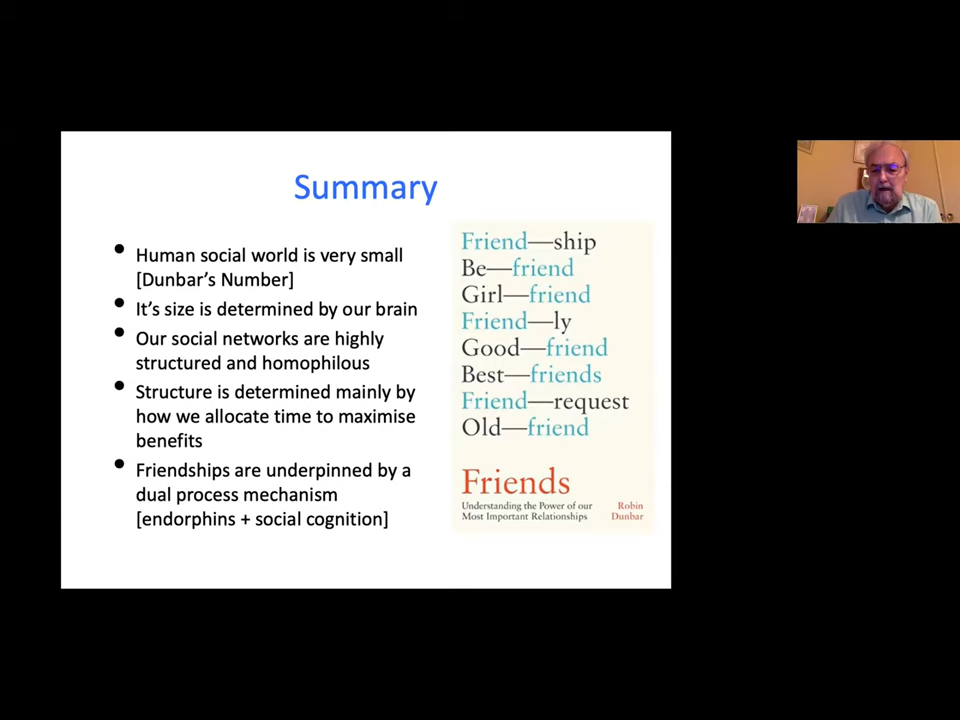 Summary
• Human social world is very small
[Dunbar's Number]
• It's size is determined by our brain
• Our social networks are highly
structured and homophilous
• Structure is determined mainly by
how we allocate time to maximise
benefits
• Friendships are underpinned by a
dual process mechanism
[endorphins + social cognition]
Friend—ship
Be—friend
Girl—friend
Friend—ly
Good—friend
Best—friends
Friend—request
Old—friend
Friends
Understanding the Power of our
Most Important Relationships
Robin
Dunbar